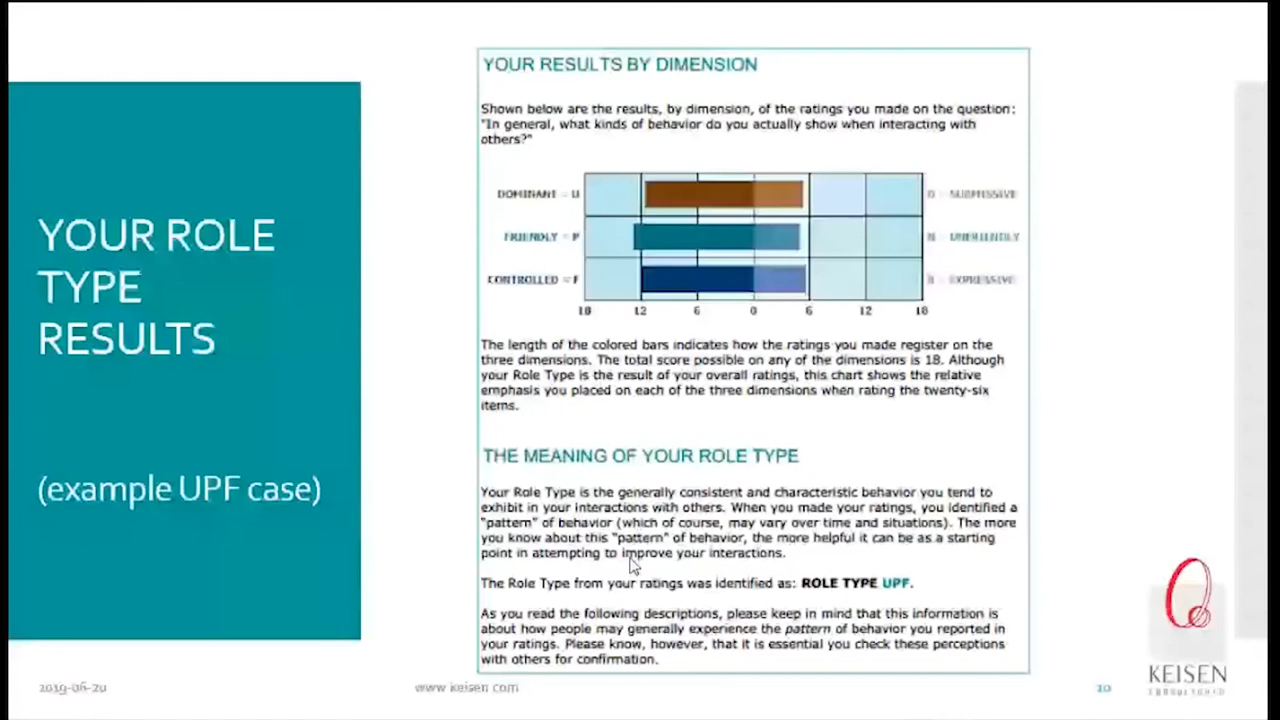 YOUR ROLE
TYPE
RESULTS
(example UPF case)
YOUR RESULTS BY DIMENSION
Shown below are the results, by dimension, of the ratings you made on the question:
"In general, what kinds of behavior do you actually show when interacting with
others?"
DOMINANT = U
D = SUBMISSIVE
FRIENDLY = P
N = UNFRIENDLY
CONTROLLED = F
B = EXPRESSIVE
18 12 6 0 6 12 18
The length of the colored bars indicates how the ratings you made register on the
three dimensions. The total score possible on any of the dimensions is 18. Although
your Role Type is the result of your overall ratings, this chart shows the relative
emphasis you placed on each of the three dimensions when rating the twenty-six
items.
THE MEANING OF YOUR ROLE TYPE
Your Role Type is the generally consistent and characteristic behavior you tend to
exhibit in your interactions with others. When you made your ratings, you identified a
"pattern" of behavior (which of course, may vary over time and situations). The more
you know about this "pattern" of behavior, the more helpful it can be as a starting
point in attempting to improve your interactions.
The Role Type from your ratings was identified as: ROLE TYPE UPF.
As you read the following descriptions, please keep in mind that this information is
about how people may generally experience the pattern of behavior you reported in
your ratings. Please know, however, that it is essential you check these perceptions
with others for confirmation.
2019-06-20
www keisen com
10
KEISEN